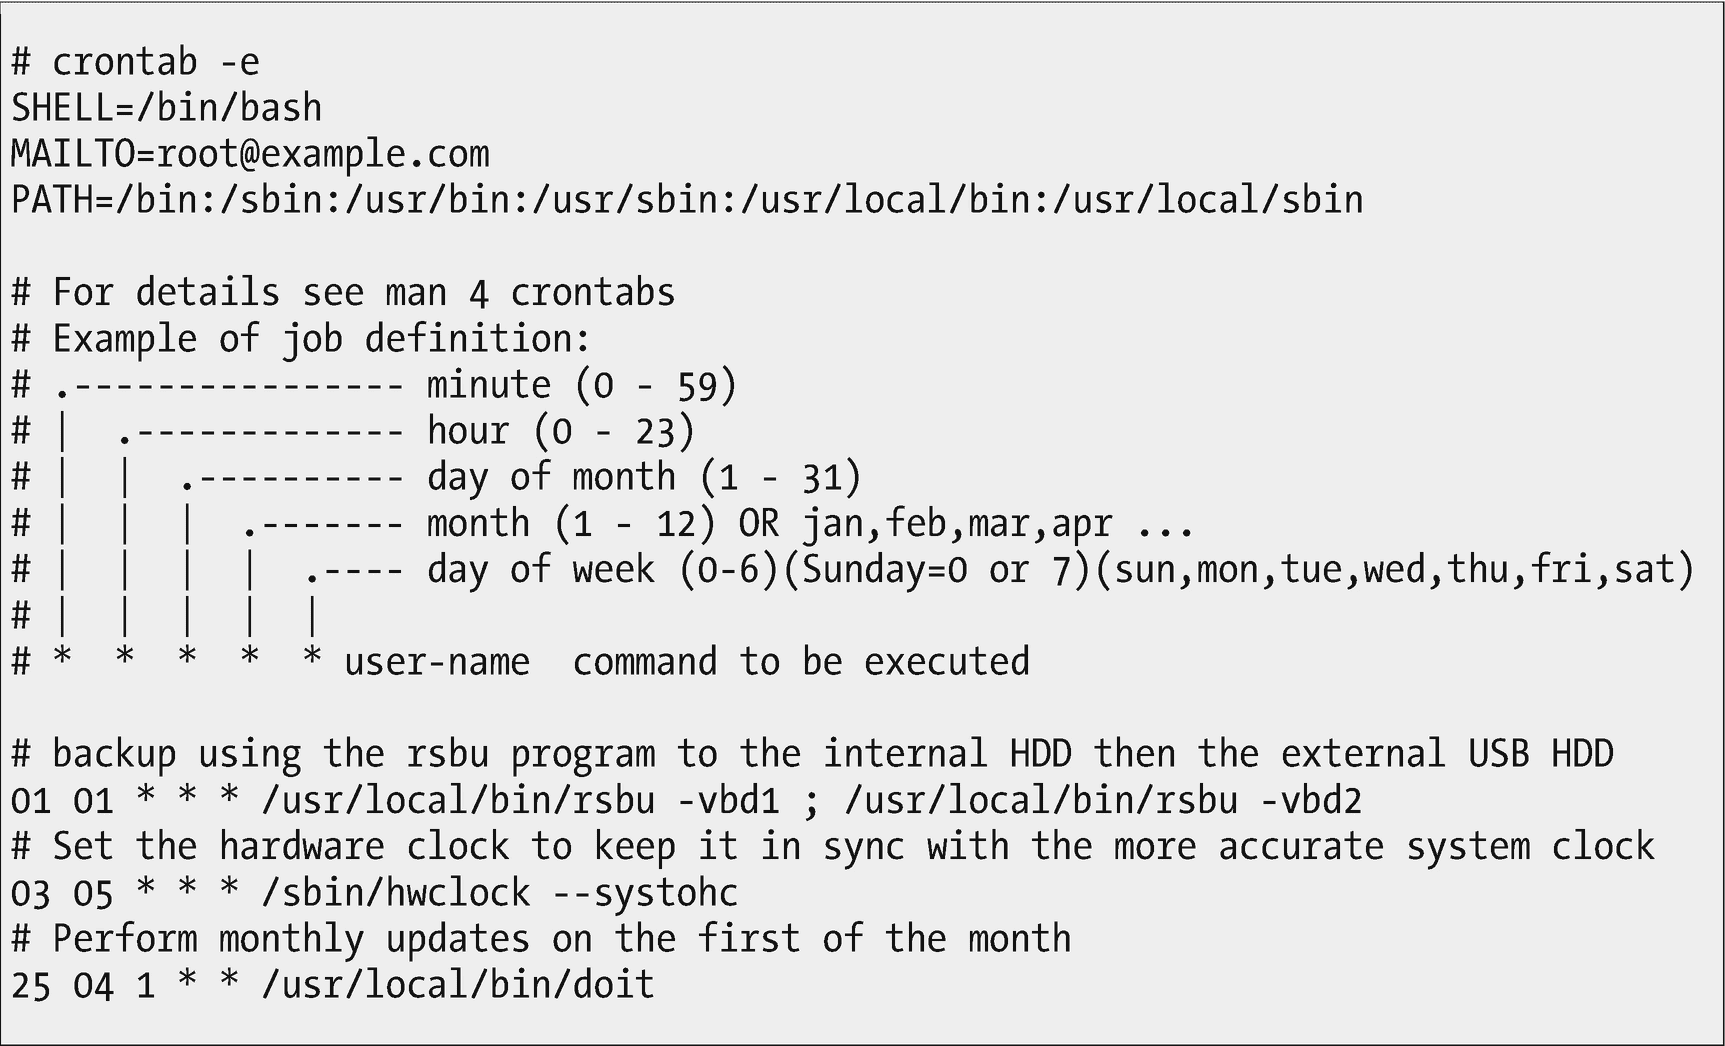 # crontab -e
SHELL=/bin/bash
MAILTO=root@example.com
PATH=/bin:/sbin:/usr/bin:/usr/sbin:/usr/local/bin:/usr/local/sbin

# For details see man 4 crontabs
# Example of job definition:
# .---------------- minute (0 - 59)
# |  .------------- hour (0 - 23)
# |  |  .---------- day of month (1 - 31)
# |  |  |  .------- month (1 - 12) OR jan,feb,mar,apr ...
# |  |  |  |  .---- day of week (0-6)(Sunday=0 or 7)(sun,mon,tue,wed,thu,fri,sat)
# |  |  |  |  |
# *  *  *  *  * user-name  command to be executed

# backup using the rsbu program to the internal HDD then the external USB HDD
01 01 * * * /usr/local/bin/rsbu -vbd1 ; /usr/local/bin/rsbu -vbd2
# Set the hardware clock to keep it in sync with the more accurate system clock
03 05 * * * /sbin/hwclock --systohc
# Perform monthly updates on the first of the month
25 04 1 * * /usr/local/bin/doit